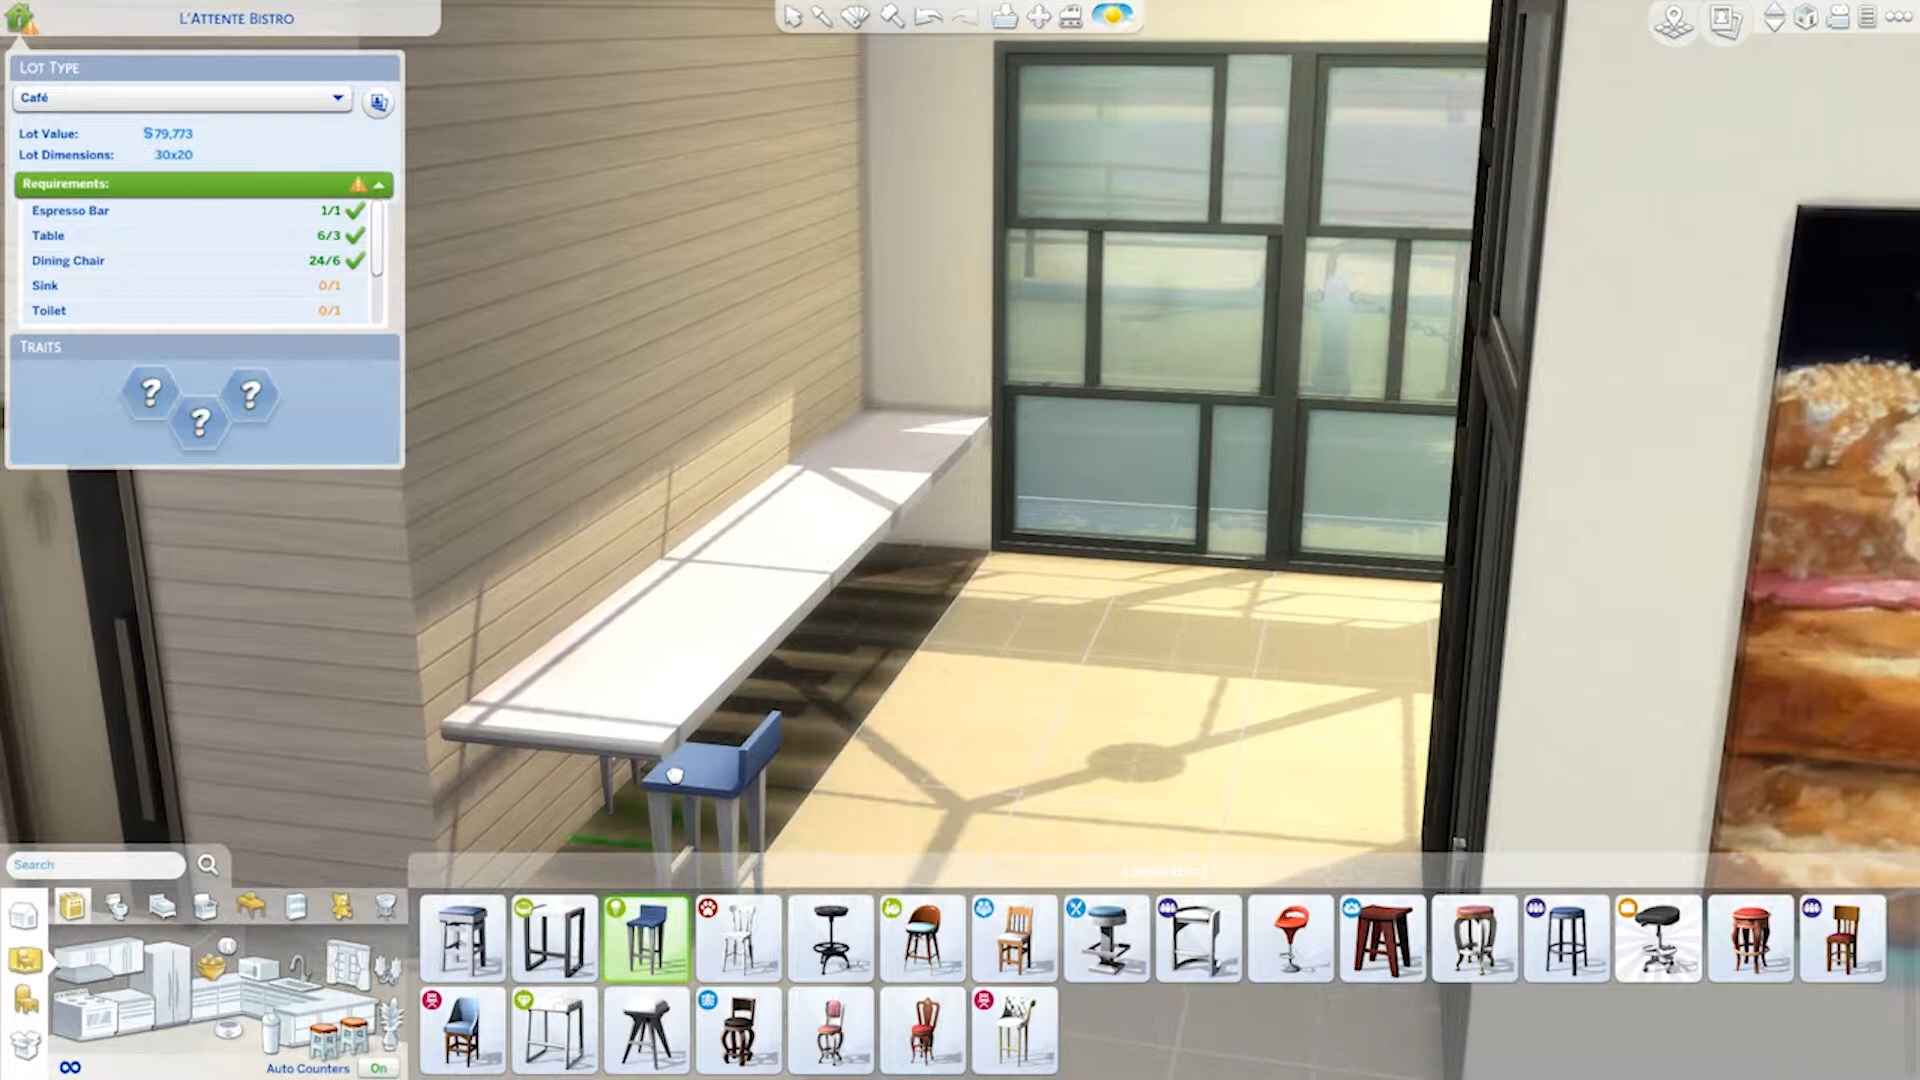 L'Attente Bistro
Lot Type
Café
Lot Value: §79,773
Lot Dimensions: 30x20
Requirements:
Espresso Bar 1/1
Table 6/3
Dining Chair 24/6
Sink 0/1
Toilet 0/1
Traits
? ? ?
Search
Auto Counters On